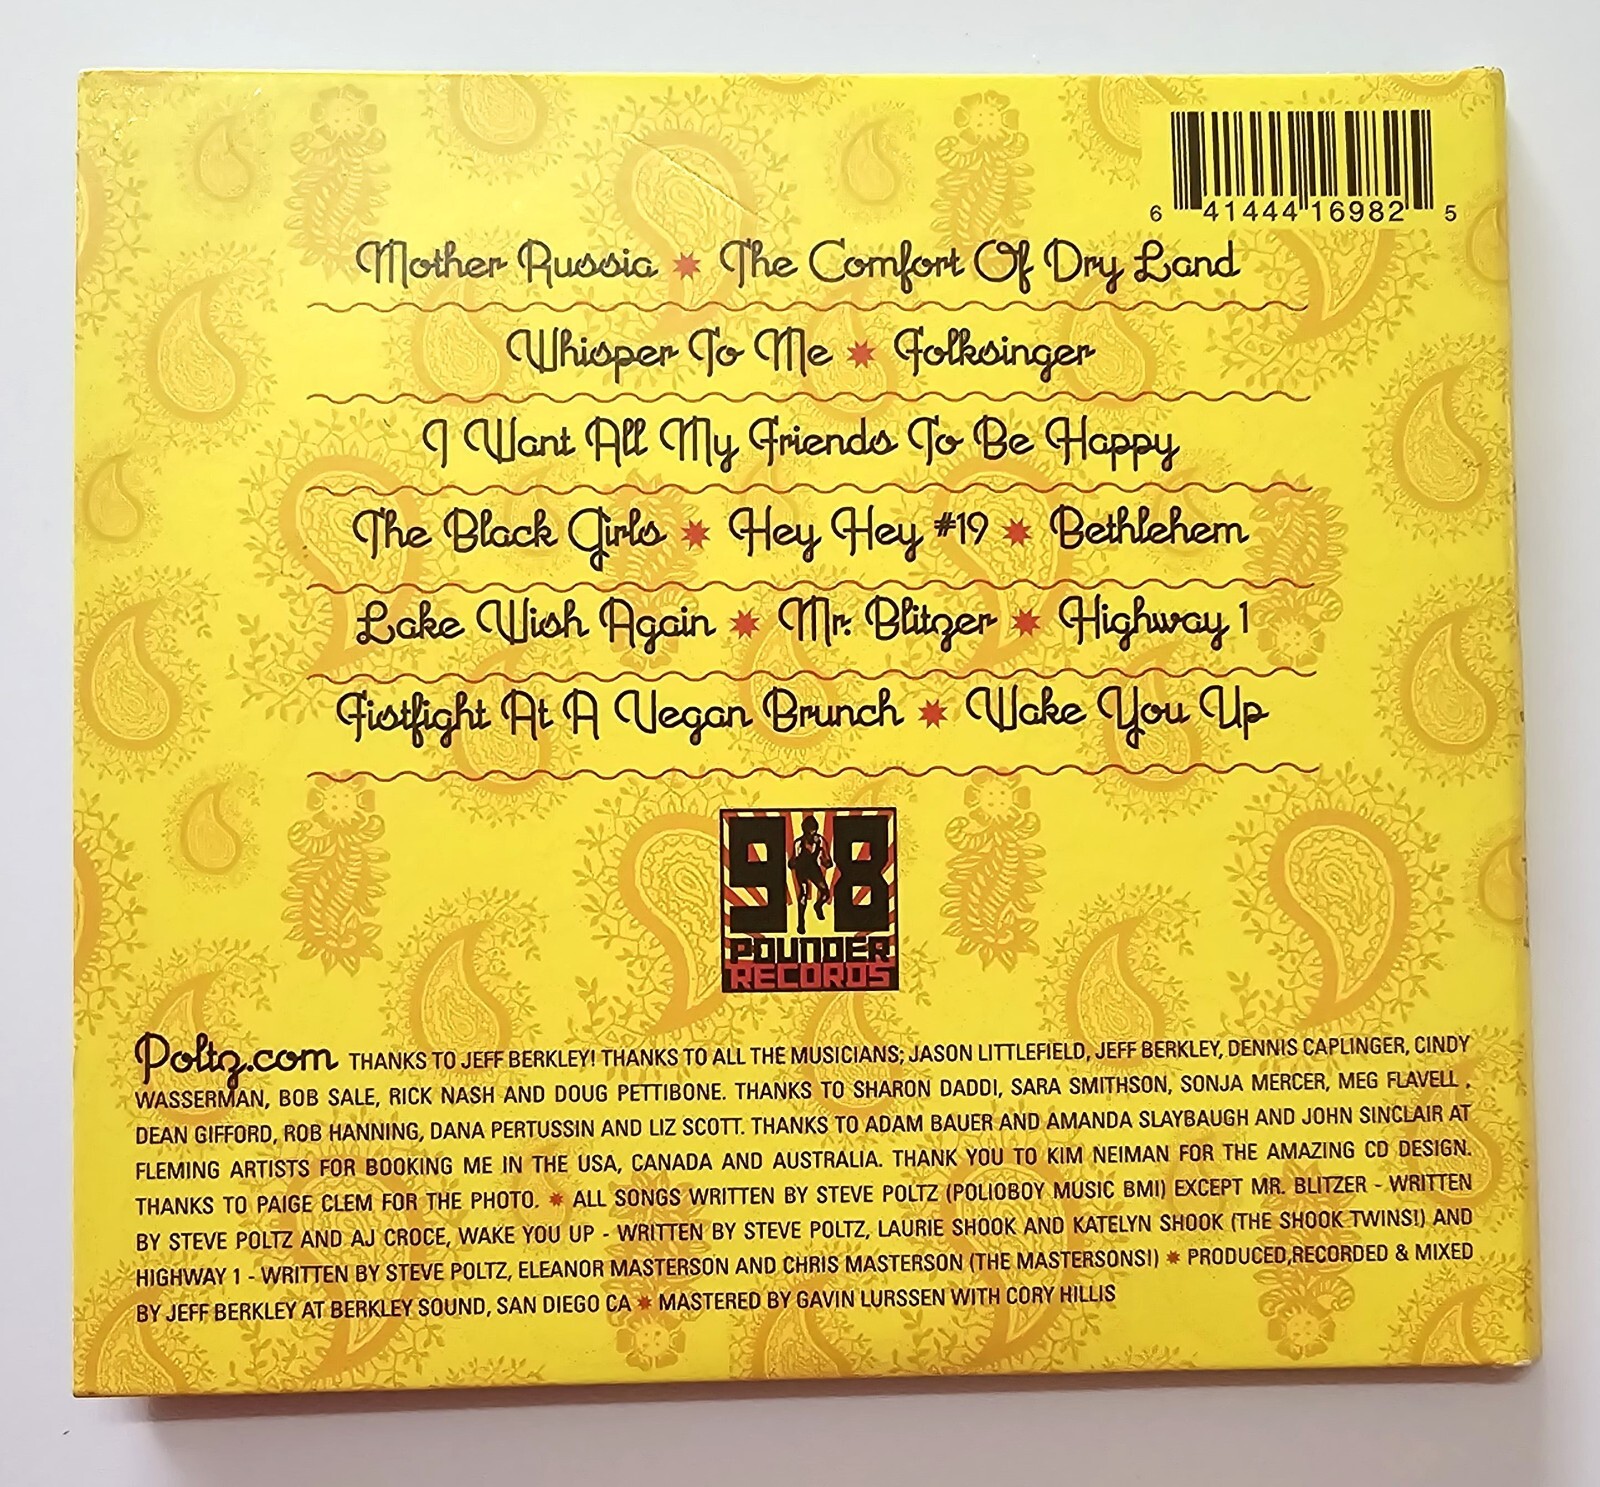 6 41444 16982 5
Mother Russia ✷ The Comfort Of Dry Land
Whisper To Me ✷ Folksinger
I Want All My Friends To Be Happy
The Black Girls ✷ Hey Hey #19 ✷ Bethlehem
Lake Wish Again ✷ Mr. Blitzer ✷ Highway 1
Fistfight At A Vegan Brunch ✷ Wake You Up
98
POUNDER
RECORDS
Poltz.com THANKS TO JEFF BERKLEY! THANKS TO ALL THE MUSICIANS; JASON LITTLEFIELD, JEFF BERKLEY, DENNIS CAPLINGER, CINDY
WASSERMAN, BOB SALE, RICK NASH AND DOUG PETTIBONE. THANKS TO SHARON DADDI, SARA SMITHSON, SONJA MERCER, MEG FLAVELL .
DEAN GIFFORD, ROB HANNING, DANA PERTUSSIN AND LIZ SCOTT. THANKS TO ADAM BAUER AND AMANDA SLAYBAUGH AND JOHN SINCLAIR AT
FLEMING ARTISTS FOR BOOKING ME IN THE USA, CANADA AND AUSTRALIA. THANK YOU TO KIM NEIMAN FOR THE AMAZING CD DESIGN.
THANKS TO PAIGE CLEM FOR THE PHOTO. ✷ ALL SONGS WRITTEN BY STEVE POLTZ (POLIOBOY MUSIC BMI) EXCEPT MR. BLITZER - WRITTEN
BY STEVE POLTZ AND AJ CROCE, WAKE YOU UP - WRITTEN BY STEVE POLTZ, LAURIE SHOOK AND KATELYN SHOOK (THE SHOOK TWINS!) AND
HIGHWAY 1 - WRITTEN BY STEVE POLTZ, ELEANOR MASTERSON AND CHRIS MASTERSON (THE MASTERSONS!) ✷ PRODUCED,RECORDED & MIXED
BY JEFF BERKLEY AT BERKLEY SOUND, SAN DIEGO CA ✷ MASTERED BY GAVIN LURSSEN WITH CORY HILLIS